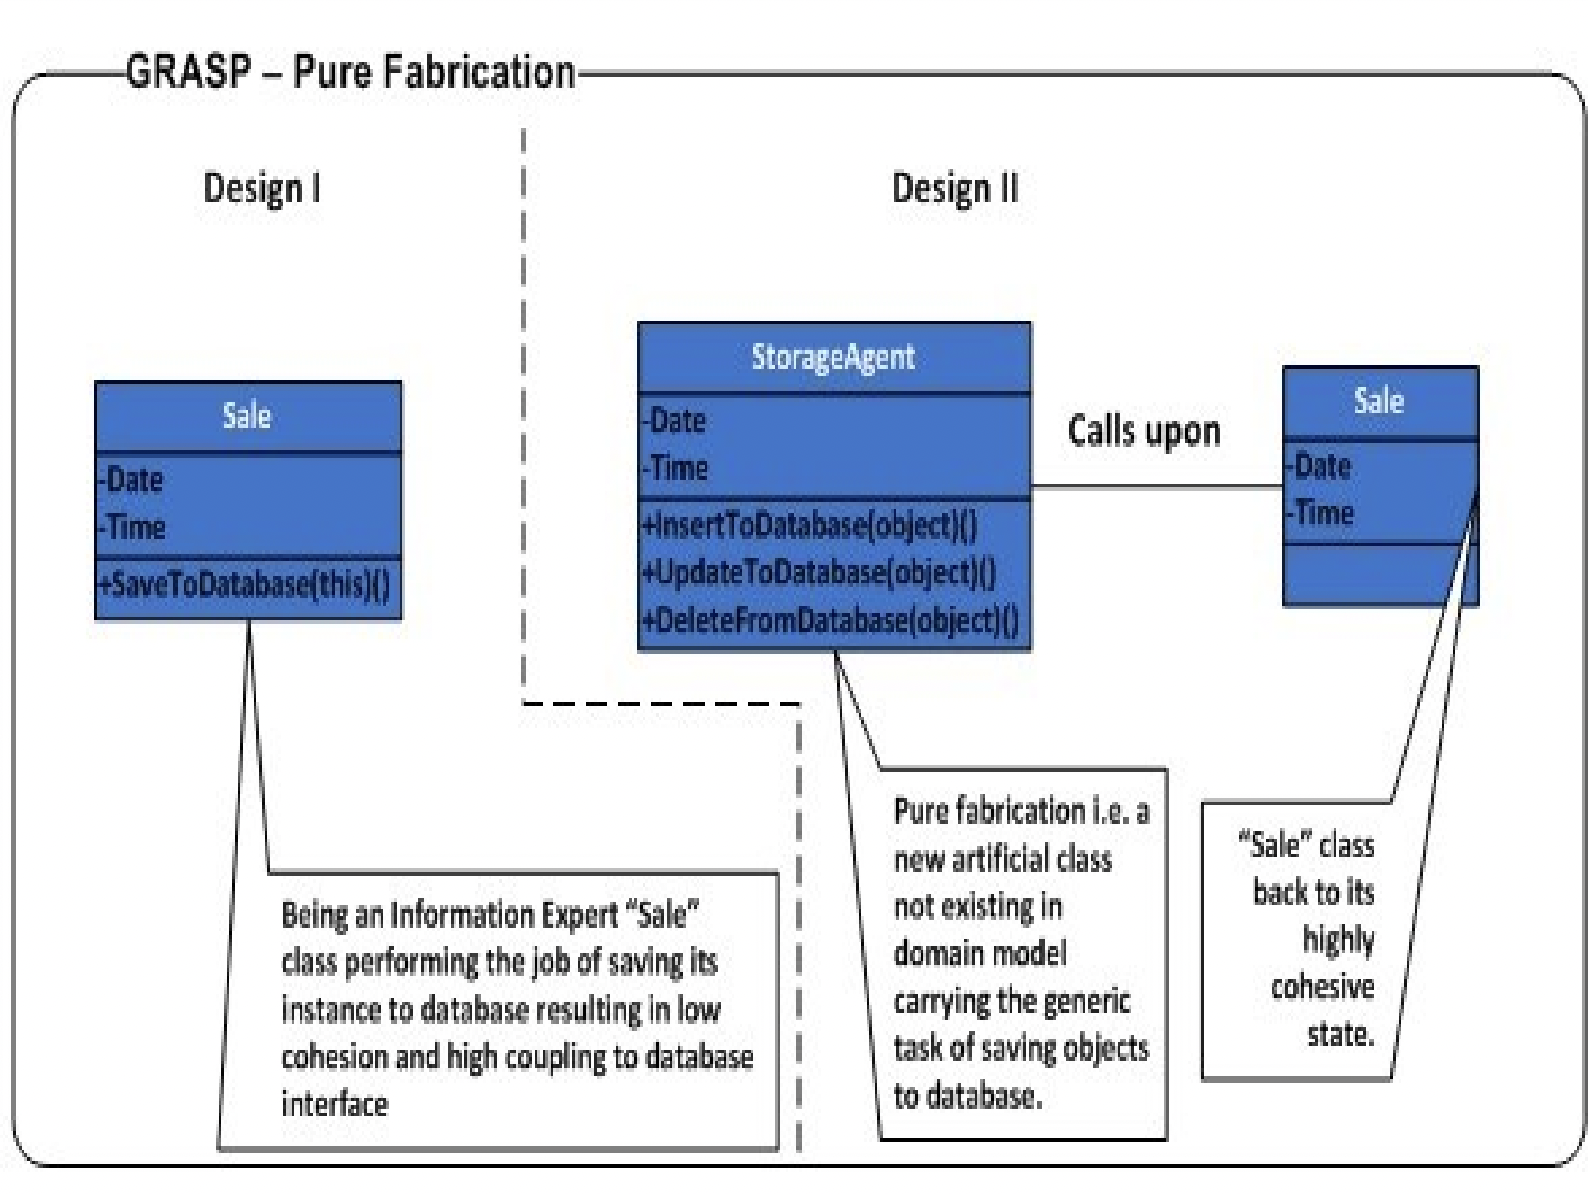 GRASP – Pure Fabrication
Design I
Sale
-Date
-Time
+SaveToDatabase(this)()
Being an Information Expert “Sale”
class performing the job of saving its
instance to database resulting in low
cohesion and high coupling to database
interface
Design II
StorageAgent
-Date
-Time
+InsertToDatabase(object)()
+UpdateToDatabase(object)()
+DeleteFromDatabase(object)()
Calls upon
Sale
-Date
-Time
Pure fabrication i.e. a
new artificial class
not existing in
domain model
carrying the generic
task of saving objects
to database.
“Sale” class
back to its
highly
cohesive
state.